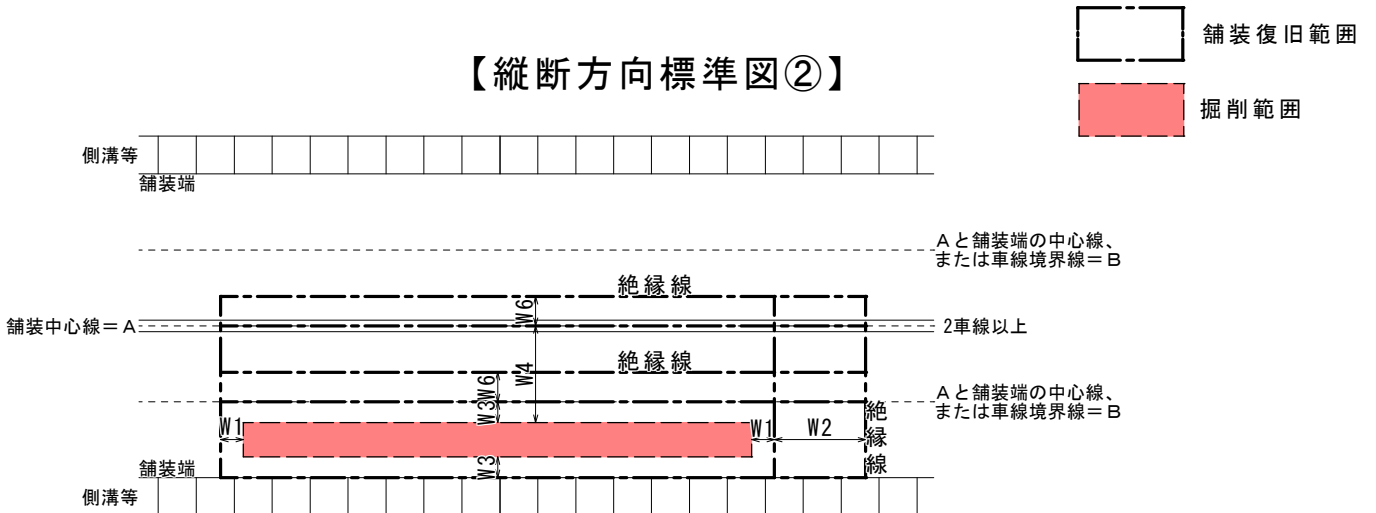 舗装復旧範囲
【縦断方向標準図②】
掘削範囲
側溝等
舗装端
Aと舗装端の中心線、
または車線境界線＝B
絶縁線
W6
舗装中心線＝A
2車線以上
絶縁線
W4
W6
Aと舗装端の中心線、
または車線境界線＝B
W3
絶縁線
W1
W1
W2
W3
舗装端
側溝等